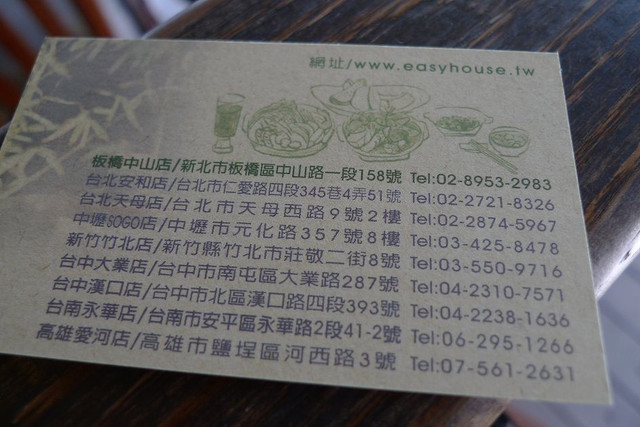 網址/www.easyhouse.tw
板橋中山店/新北市板橋區中山路一段158號 Tel:02-8953-2983
台北安和店/台北市仁愛路四段345巷4弄51號 Tel:02-2721-8326
台北天母店/台北市天母西路9號2樓 Tel:02-2874-5967
中壢SOGO店/中壢市元化路357號8樓 Tel:03-425-8478
新竹竹北店/新竹縣竹北市莊敬二街8號 Tel:03-550-9716
台中大業店/台中市南屯區大業路287號 Tel:04-2310-7571
台中漢口店/台中市北區漢口路四段393號 Tel:04-2238-1636
台南永華店/台南市安平區永華路2段41-2號 Tel:06-295-1266
高雄愛河店/高雄市鹽埕區河西路3號 Tel:07-561-2631